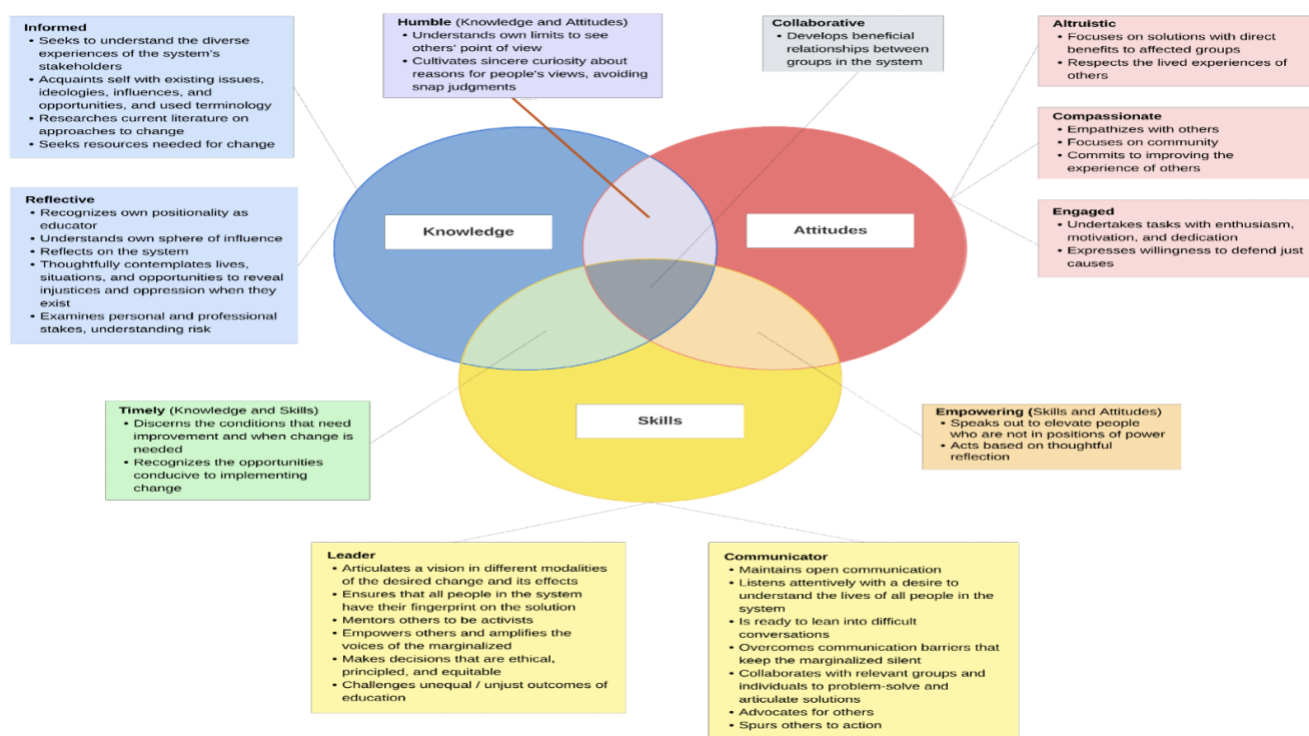 Informed
• Seeks to understand the diverse
experiences of the system's
stakeholders
• Acquaints self with existing issues,
ideologies, influences, and
opportunities, and used terminology
• Researches current literature on
approaches to change
• Seeks resources needed for change
Humble (Knowledge and Attitudes)
• Understands own limits to see
others' point of view
• Cultivates sincere curiosity about
reasons for people's views, avoiding
snap judgments
Collaborative
• Develops beneficial
relationships between
groups in the system
Altruistic
• Focuses on solutions with direct
benefits to affected groups
• Respects the lived experiences of
others
Compassionate
• Empathizes with others
• Focuses on community
• Commits to improving the
experience of others
Reflective
• Recognizes own positionality as
educator
• Understands own sphere of influence
• Reflects on the system
• Thoughtfully contemplates lives,
situations, and opportunities to reveal
injustices and oppression when they
exist
• Examines personal and professional
stakes, understanding risk
Knowledge
Attitudes
Engaged
• Undertakes tasks with enthusiasm,
motivation, and dedication
• Expresses willingness to defend just
causes
Timely (Knowledge and Skills)
• Discerns the conditions that need
improvement and when change is
needed
• Recognizes the opportunities
conducive to implementing
change
Skills
Empowering (Skills and Attitudes)
• Speaks out to elevate people
who are not in positions of power
• Acts based on thoughtful
reflection
Leader
• Articulates a vision in different modalities
of the desired change and its effects
• Ensures that all people in the system
have their fingerprint on the solution
• Mentors others to be activists
• Empowers others and amplifies the
voices of the marginalized
• Makes decisions that are ethical,
principled, and equitable
• Challenges unequal / unjust outcomes of
education
Communicator
• Maintains open communication
• Listens attentively with a desire to
understand the lives of all people in the
system
• Is ready to lean into difficult
conversations
• Overcomes communication barriers that
keep the marginalized silent
• Collaborates with relevant groups and
individuals to problem-solve and
articulate solutions
• Advocates for others
• Spurs others to action